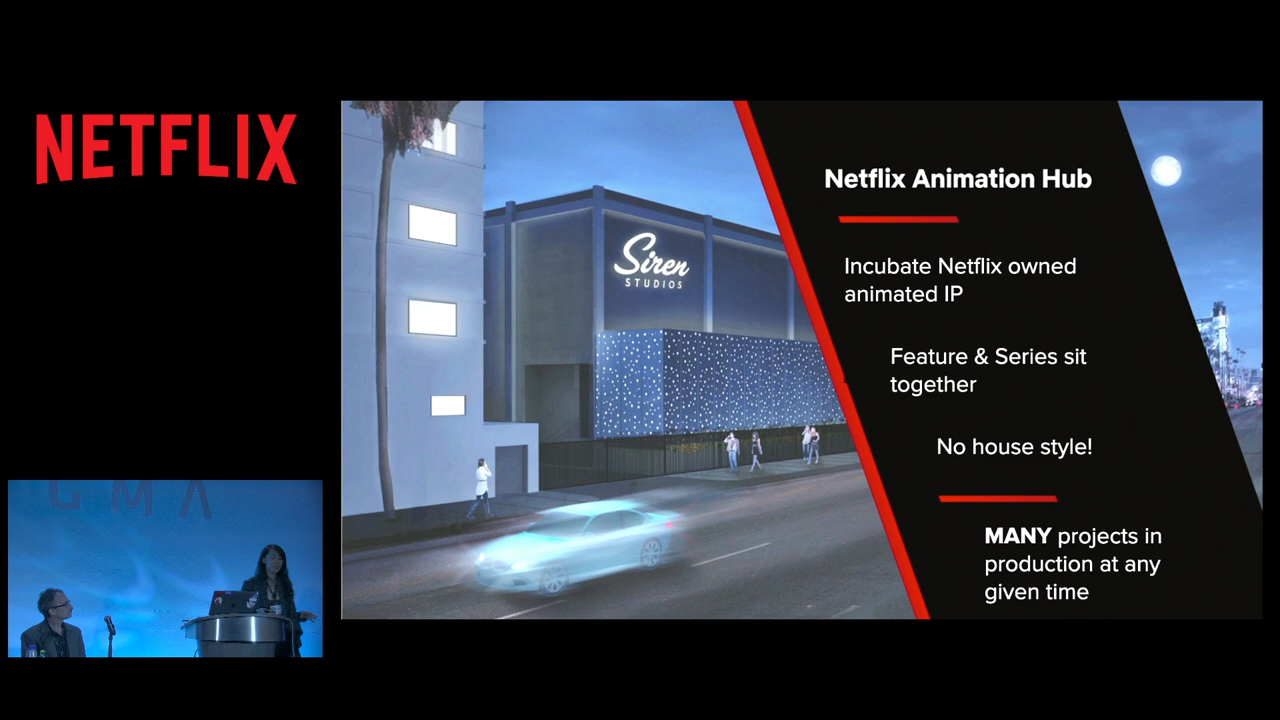 NETFLIX
Siren
STUDIOS
Netflix Animation Hub
Incubate Netflix owned
animated IP
Feature & Series sit
together
No house style!
MANY projects in
production at any
given time
GMA